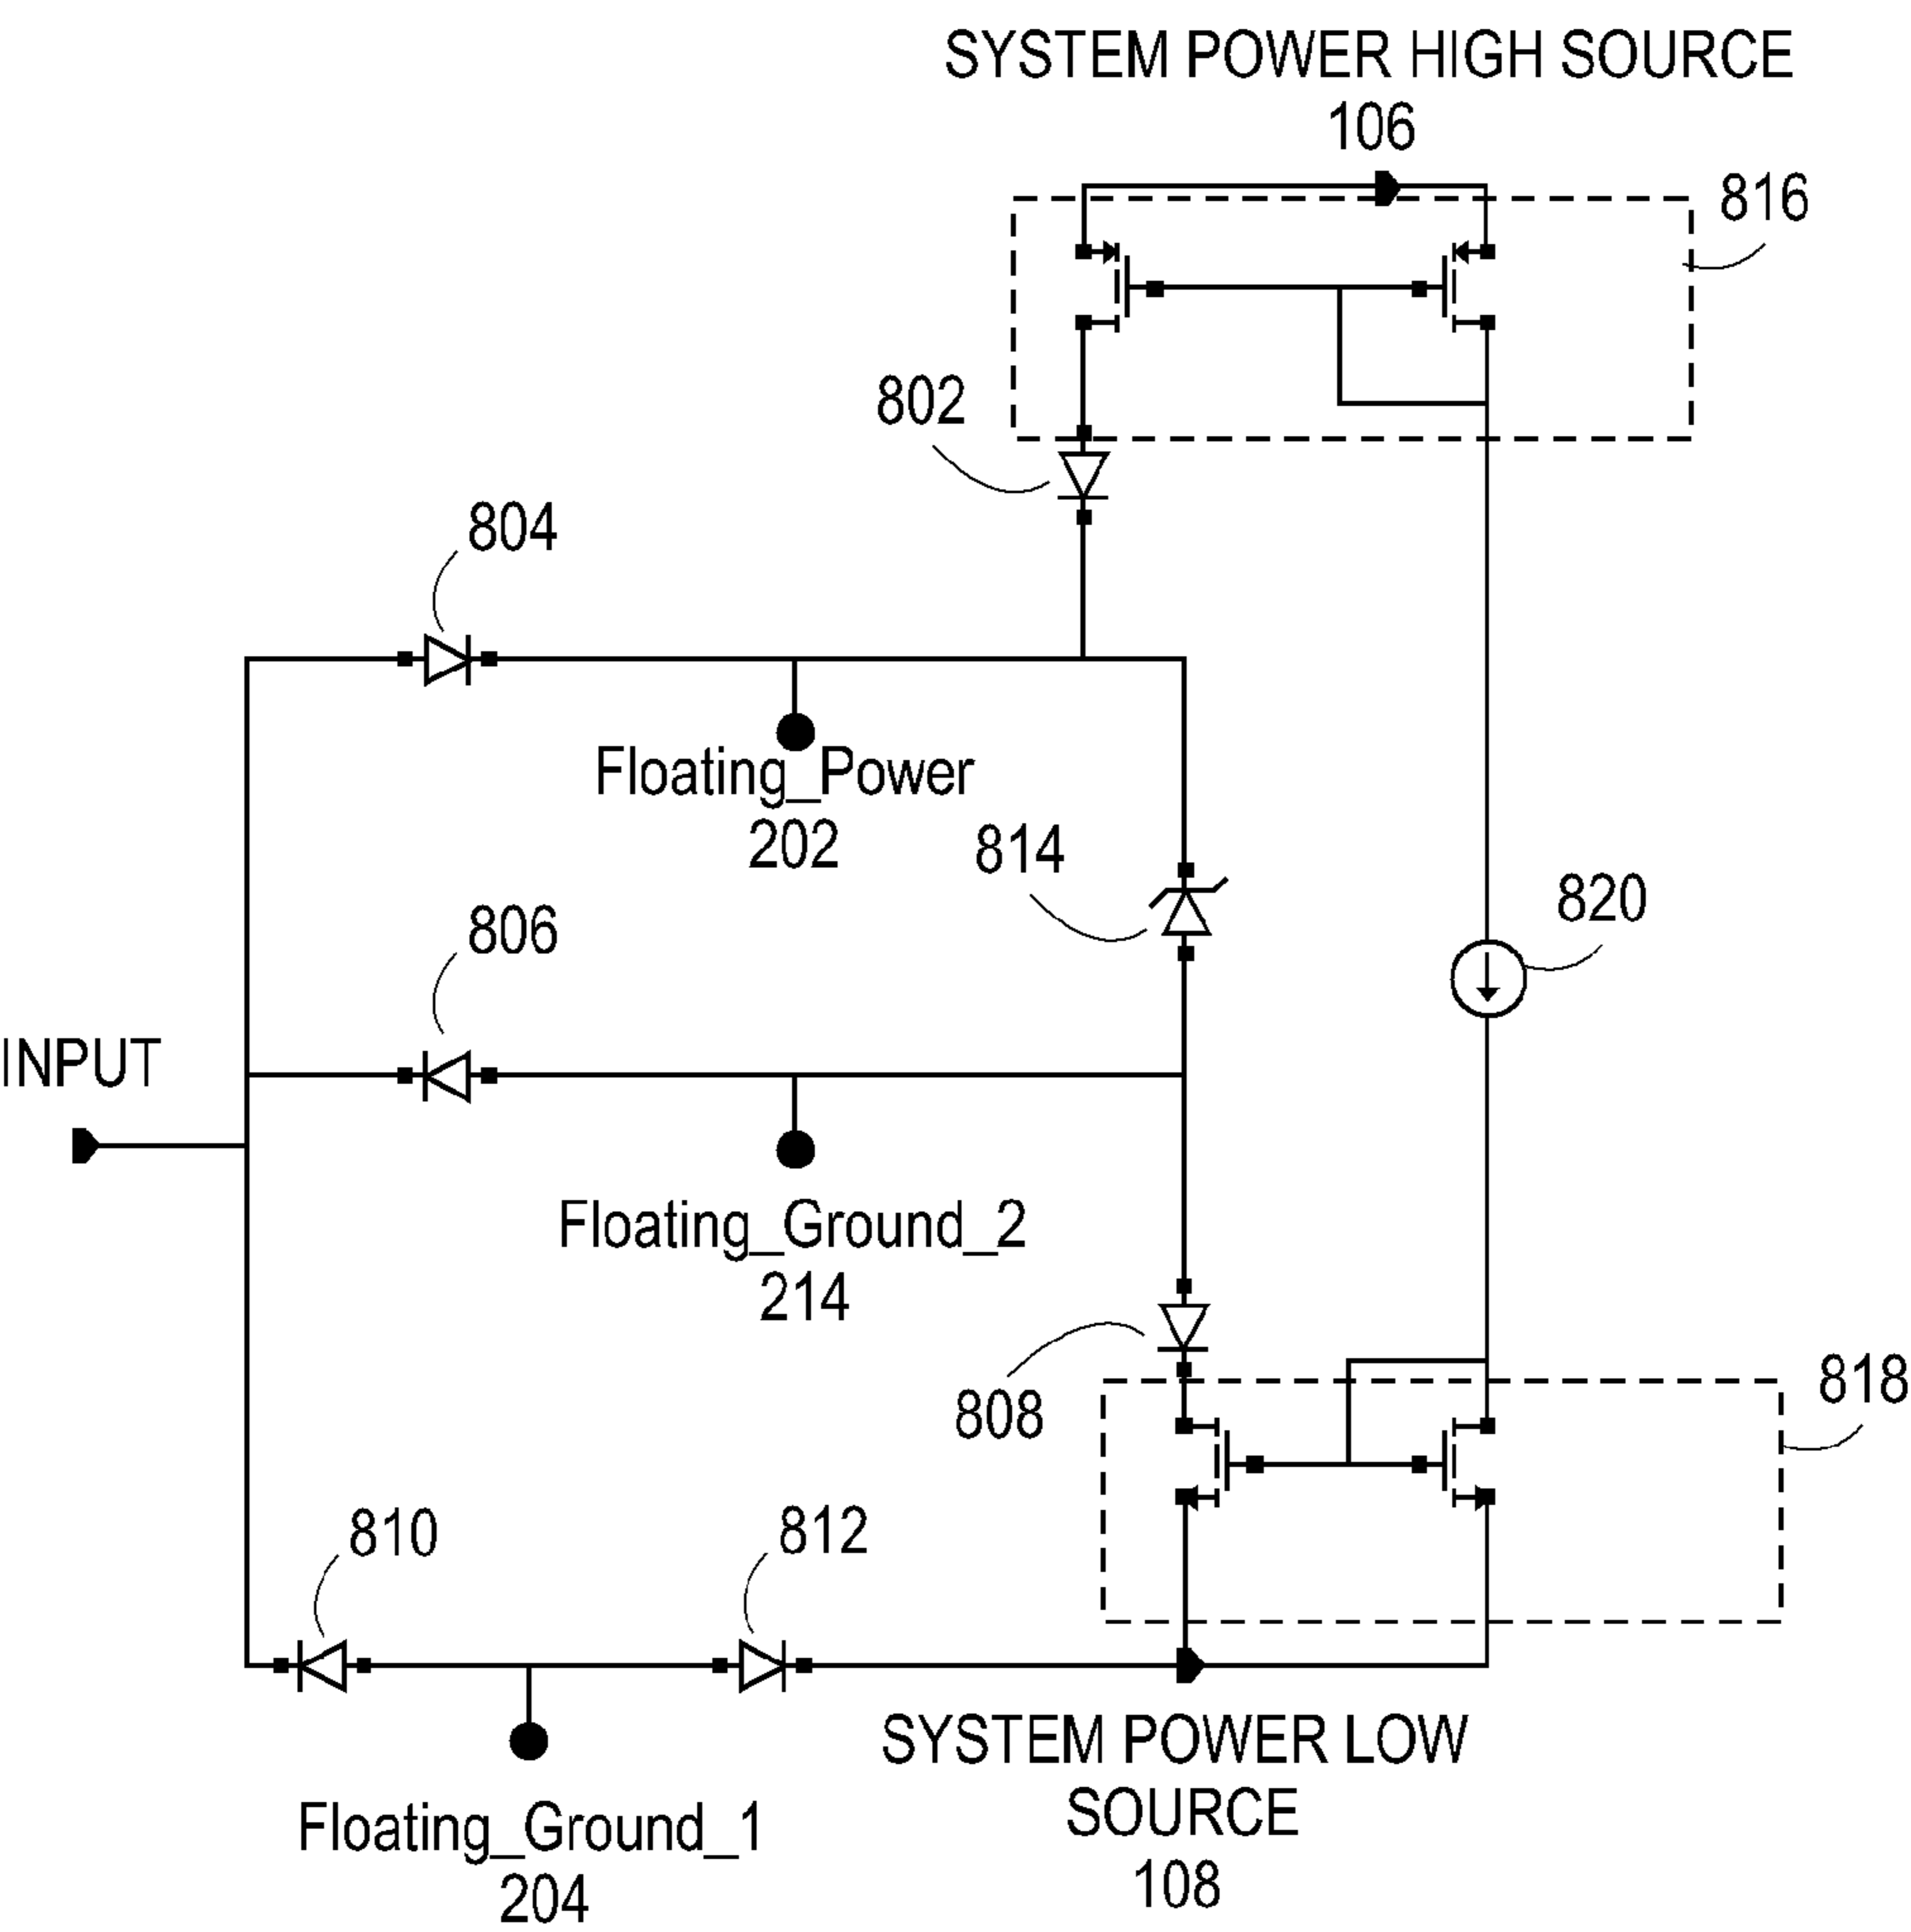 SYSTEM POWER HIGH SOURCE
106
816
802
804
Floating_Power
202
814
820
806
INPUT
Floating_Ground_2
214
808
818
810
812
SYSTEM POWER LOW
SOURCE
108
Floating_Ground_1
204